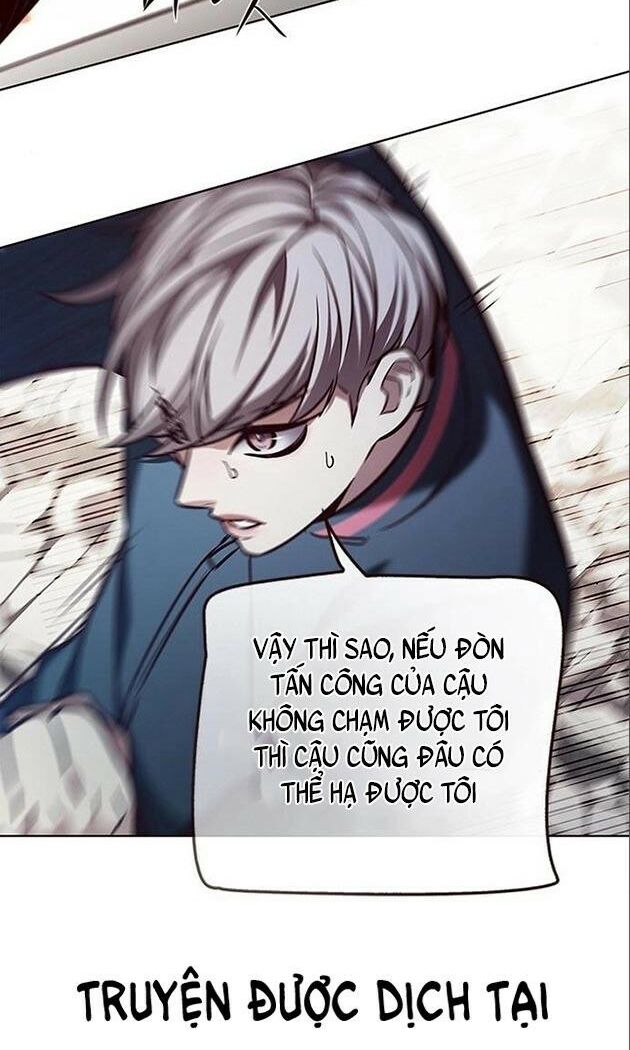 VẬY THÌ SAO, NẾU ĐÒN
TẤN CÔNG CỦA CẬU
KHÔNG CHẠM ĐƯỢC TÔI
THÌ CẬU CŨNG ĐÂU CÓ
THỂ HẠ ĐƯỢC TÔI
TRUYỆN ĐƯỢC DỊCH TẠI